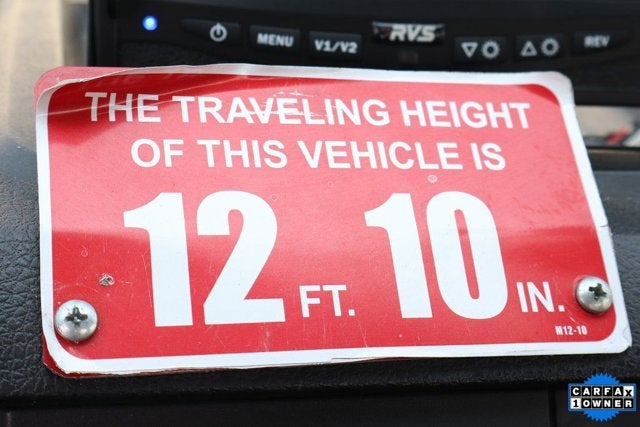 MENU V1/V2 RVS REV
THE TRAVELING HEIGHT
OF THIS VEHICLE IS
12 FT. 10 IN.
M12-10
CARFAX
1 OWNER